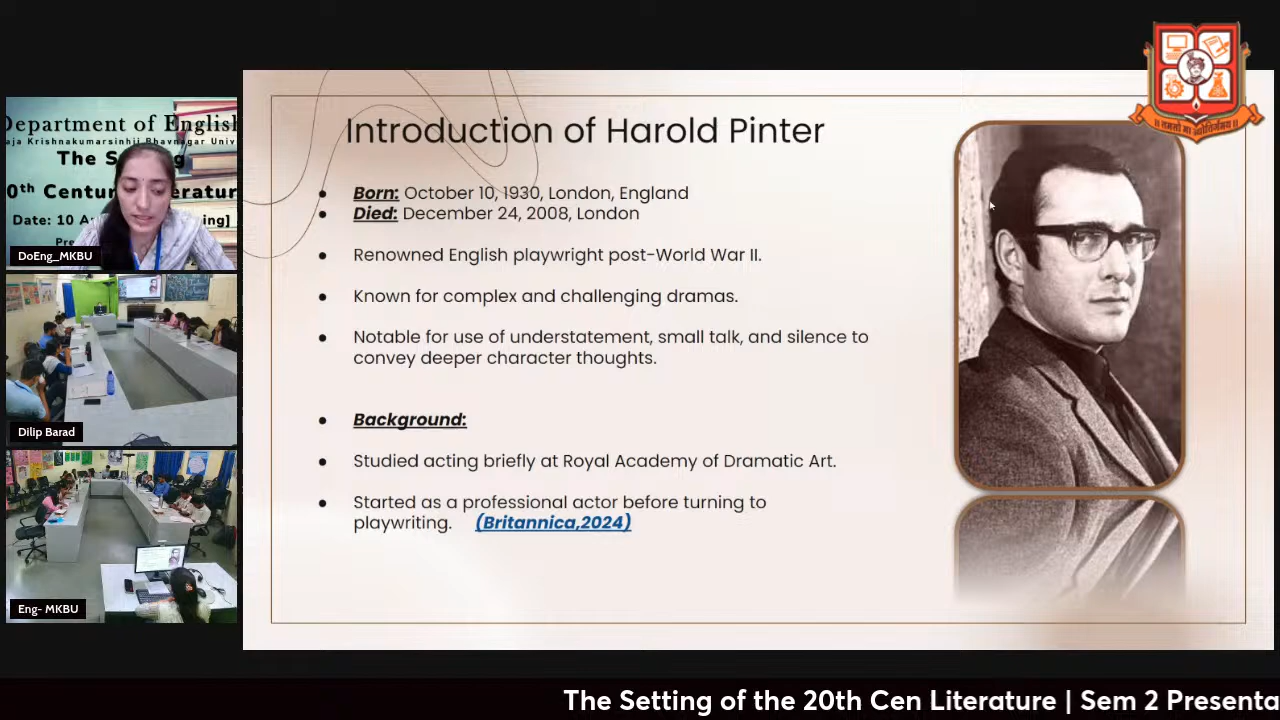 Department of English
The
0th Centu
eratur
Date: 10 A
ing]
DoEng_MKBU
Dilip Barad
Eng- MKBU
Introduction of Harold Pinter
● Born: October 10, 1930, London, England
● Died: December 24, 2008, London
● Renowned English playwright post-World War II.
● Known for complex and challenging dramas.
● Notable for use of understatement, small talk, and silence to
convey deeper character thoughts.
● Background:
● Studied acting briefly at Royal Academy of Dramatic Art.
● Started as a professional actor before turning to
playwriting. (Britannica,2024)
The Setting of the 20th Cen Literature | Sem 2 Presenta